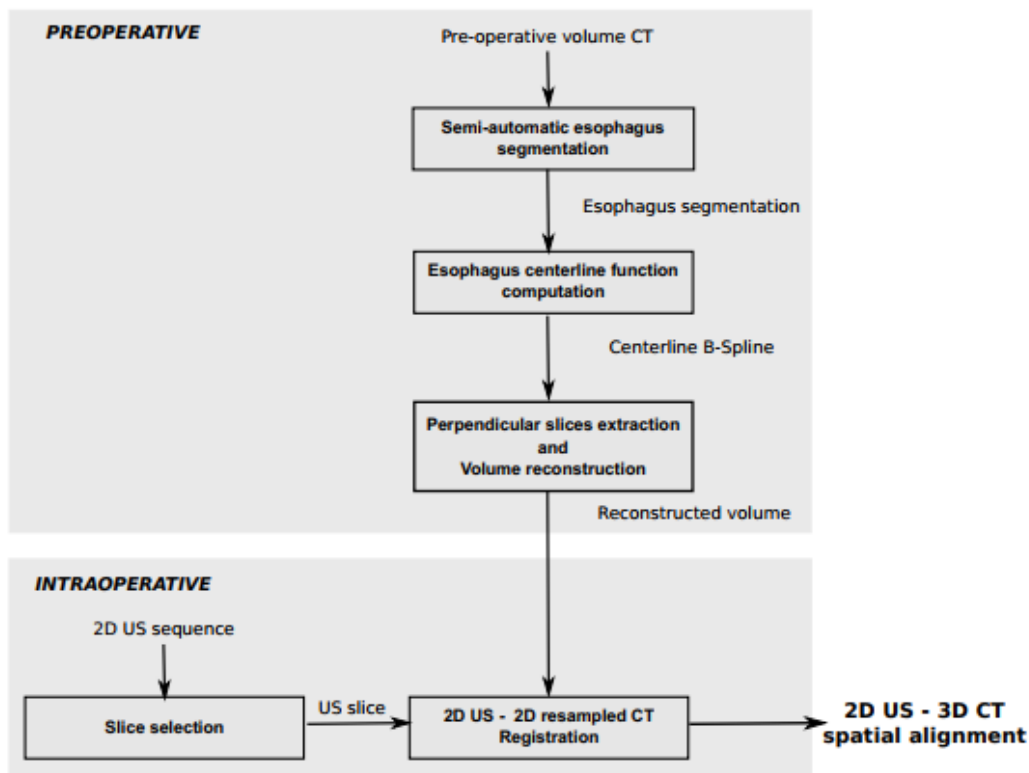 PREOPERATIVE
Pre-operative volume CT
Semi-automatic esophagus
segmentation
Esophagus segmentation
Esophagus centerline function
computation
Centerline B-Spline
Perpendicular slices extraction
and
Volume reconstruction
Reconstructed volume
INTRAOPERATIVE
2D US sequence
Slice selection
US slice
2D US - 2D resampled CT
Registration
2D US - 3D CT
spatial alignment